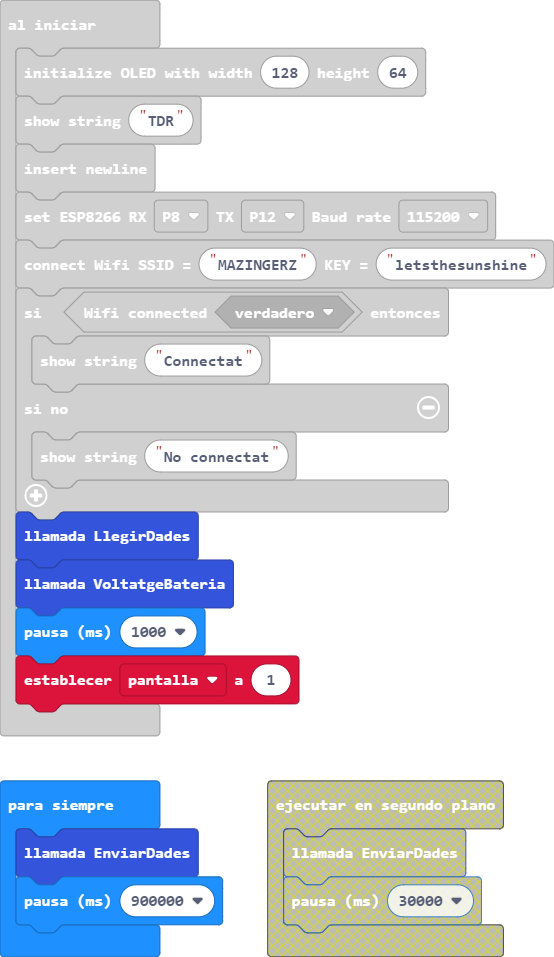 al iniciar
initialize OLED with width 128 height 64
show string "TDR"
insert newline
set ESP8266 RX P8 TX P12 Baud rate 115200
connect Wifi SSID = "MAZINGERZ" KEY = "letsthesunshine"
si Wifi connected verdadero entonces
show string "Connectat"
si no
show string "No connectat"
llamada LlegirDades
llamada VoltatgeBateria
pausa (ms) 1000
establecer pantalla a 1
para siempre
llamada EnviarDades
pausa (ms) 900000
ejecutar en segundo plano
llamada EnviarDades
pausa (ms) 30000